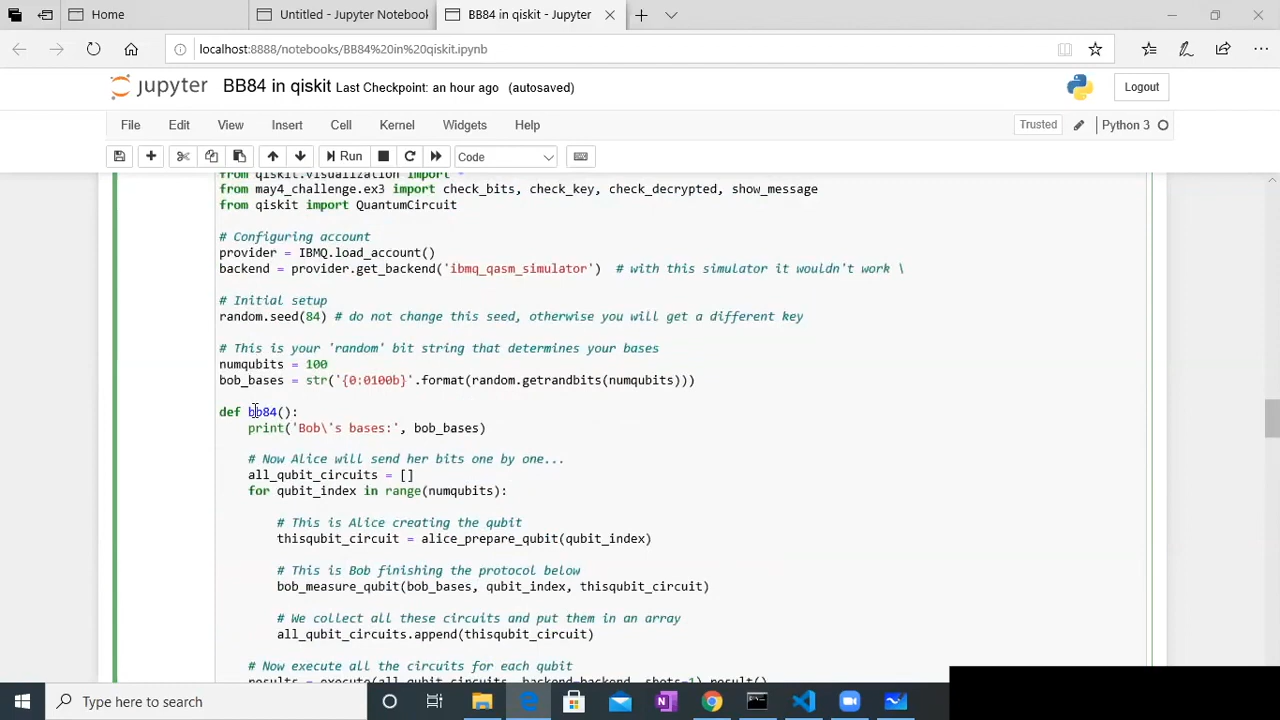 Home
Untitled - Jupyter Notebook
BB84 in qiskit - Jupyter
localhost:8888/notebooks/BB84%20in%20qiskit.ipynb
jupyter BB84 in qiskit Last Checkpoint: an hour ago (autosaved)
Logout
File Edit View Insert Cell Kernel Widgets Help
Trusted Python 3
Run Code
from qiskit.visualization import *
from may4_challenge.ex3 import check_bits, check_key, check_decrypted, show_message
from qiskit import QuantumCircuit
# Configuring account
provider = IBMQ.load_account()
backend = provider.get_backend('ibmq_qasm_simulator')  # with this simulator it wouldn't work \
# Initial setup
random.seed(84) # do not change this seed, otherwise you will get a different key
# This is your 'random' bit string that determines your bases
numqubits = 100
bob_bases = str('{0:0100b}'.format(random.getrandbits(numqubits)))
def bb84():
print('Bob\'s bases:', bob_bases)
# Now Alice will send her bits one by one...
all_qubit_circuits = []
for qubit_index in range(numqubits):
# This is Alice creating the qubit
thisqubit_circuit = alice_prepare_qubit(qubit_index)
# This is Bob finishing the protocol below
bob_measure_qubit(bob_bases, qubit_index, thisqubit_circuit)
# We collect all these circuits and put them in an array
all_qubit_circuits.append(thisqubit_circuit)
# Now execute all the circuits for each qubit
results = execute(all_qubit_circuits, backend=backend, shots=1).result()
Type here to search